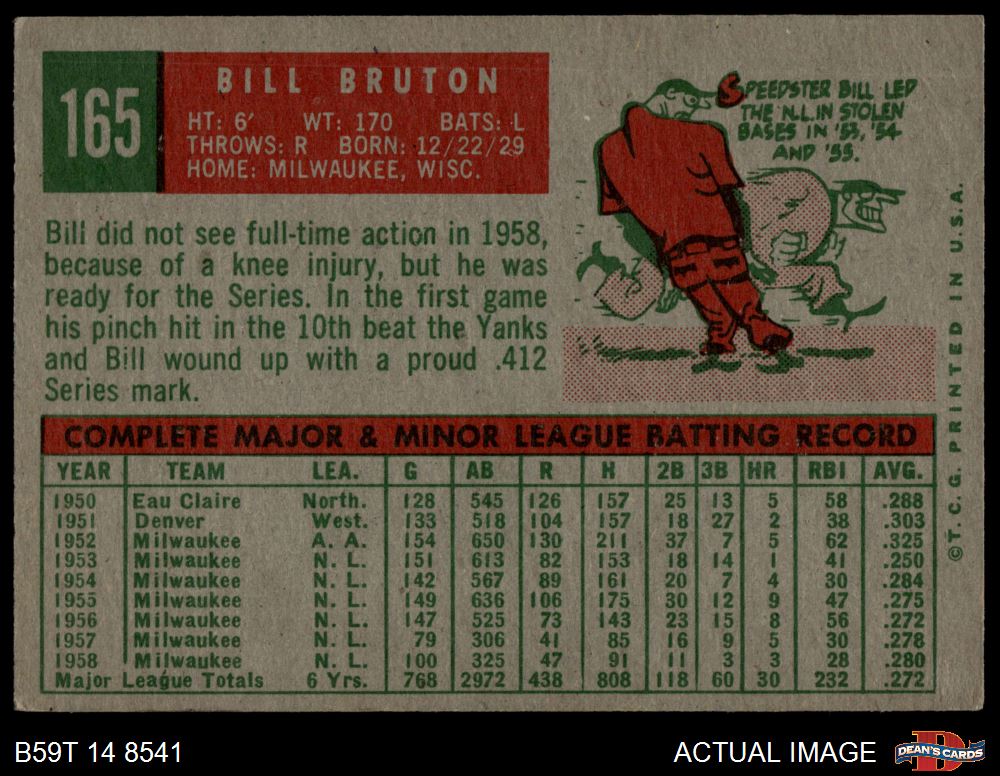 165
BILL BRUTON
HT: 6' WT: 170 BATS: L
THROWS: R BORN: 12/22/29
HOME: MILWAUKEE, WISC.
SPEEDSTER BILL LED
THE N.L. IN STOLEN
BASES IN '53, '54
AND '55.
Bill did not see full-time action in 1958,
because of a knee injury, but he was
ready for the Series. In the first game
his pinch hit in the 10th beat the Yanks
and Bill wound up with a proud .412
Series mark.
COMPLETE MAJOR & MINOR LEAGUE BATTING RECORD
YEAR TEAM LEA. G AB R H 2B 3B HR RBI AVG.
1950 Eau Claire North. 128 545 126 157 25 13 5 58 .288
1951 Denver West. 133 518 104 157 18 27 2 38 .303
1952 Milwaukee A. A. 154 650 130 211 37 7 5 62 .325
1953 Milwaukee N. L. 151 613 82 153 18 14 1 41 .250
1954 Milwaukee N. L. 142 567 89 161 20 7 4 30 .284
1955 Milwaukee N. L. 149 636 106 175 30 12 9 47 .275
1956 Milwaukee N. L. 147 525 73 143 23 15 8 56 .272
1957 Milwaukee N. L. 79 306 41 85 16 9 5 30 .278
1958 Milwaukee N. L. 100 325 47 91 11 3 3 28 .280
Major League Totals 6 Yrs. 768 2972 438 808 118 60 30 232 .272
©T. C. G. PRINTED IN U.S.A.
B59T 14 8541
ACTUAL IMAGE
D
DEAN'S CARDS